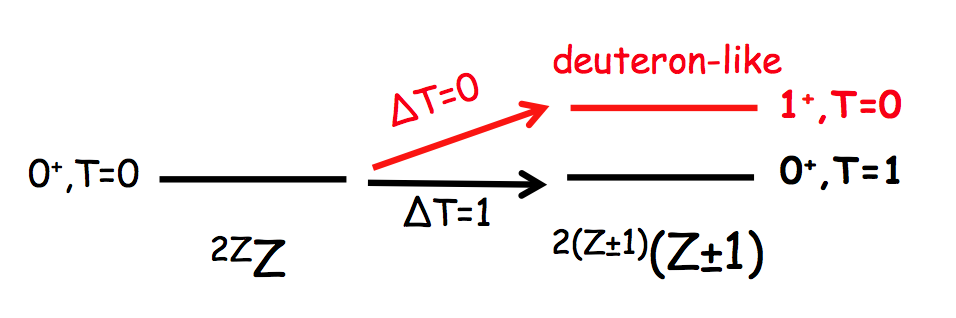 deuteron-like
ΔT=0
1⁺,T=0
0⁺,T=0
0⁺,T=1
ΔT=1
²ᶻZ
²⁽ᶻ±¹⁾(Z±1)